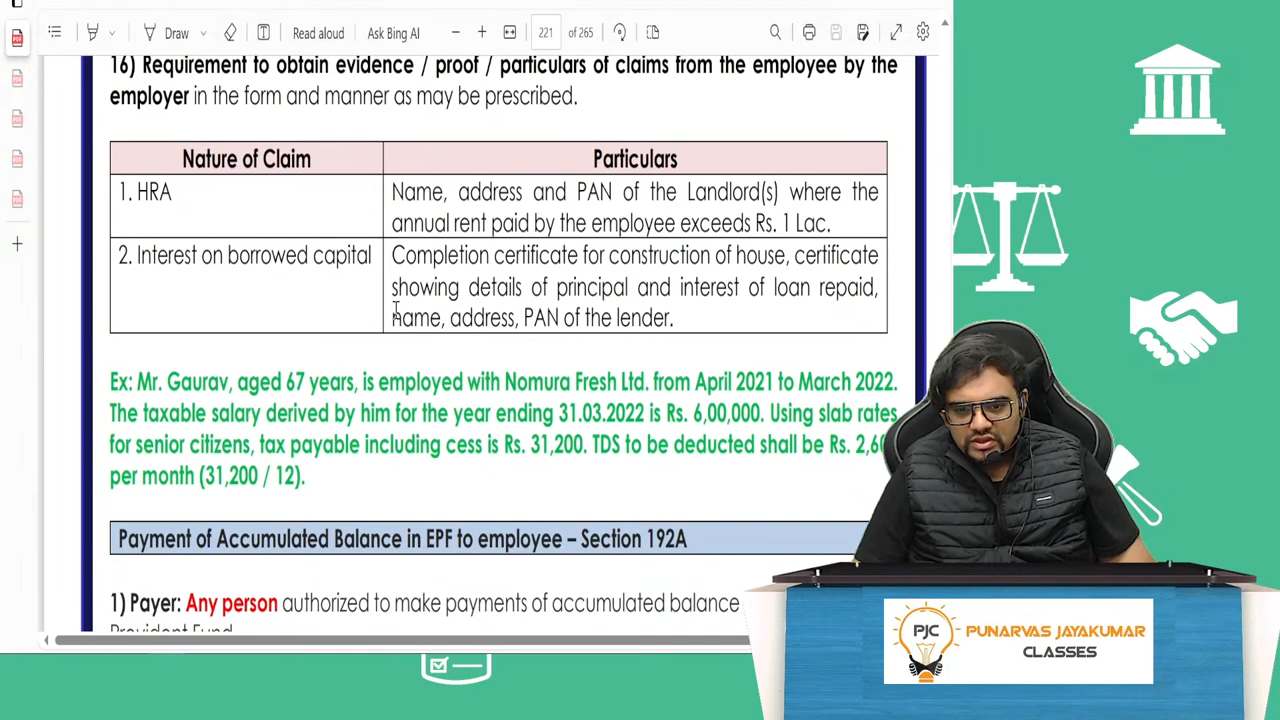 Draw
Read aloud
Ask Bing AI
221
of 265
16) Requirement to obtain evidence / proof / particulars of claims from the employee by the
employer in the form and manner as may be prescribed.
Nature of Claim
Particulars
1. HRA
Name, address and PAN of the Landlord(s) where the
annual rent paid by the employee exceeds Rs. 1 Lac.
2. Interest on borrowed capital
Completion certificate for construction of house, certificate
showing details of principal and interest of loan repaid,
name, address, PAN of the lender.
Ex: Mr. Gaurav, aged 67 years, is employed with Nomura Fresh Ltd. from April 2021 to March 2022.
The taxable salary derived by him for the year ending 31.03.2022 is Rs. 6,00,000. Using slab rates
for senior citizens, tax payable including cess is Rs. 31,200. TDS to be deducted shall be Rs.
per month (31,200 / 12).
Payment of Accumulated Balance in EPF to employee – Section 192A
1) Payer: Any person authorized to make payments of accumulated balance
Provident Fund
PJC
PUNARVAS JAYAKUMAR
CLASSES